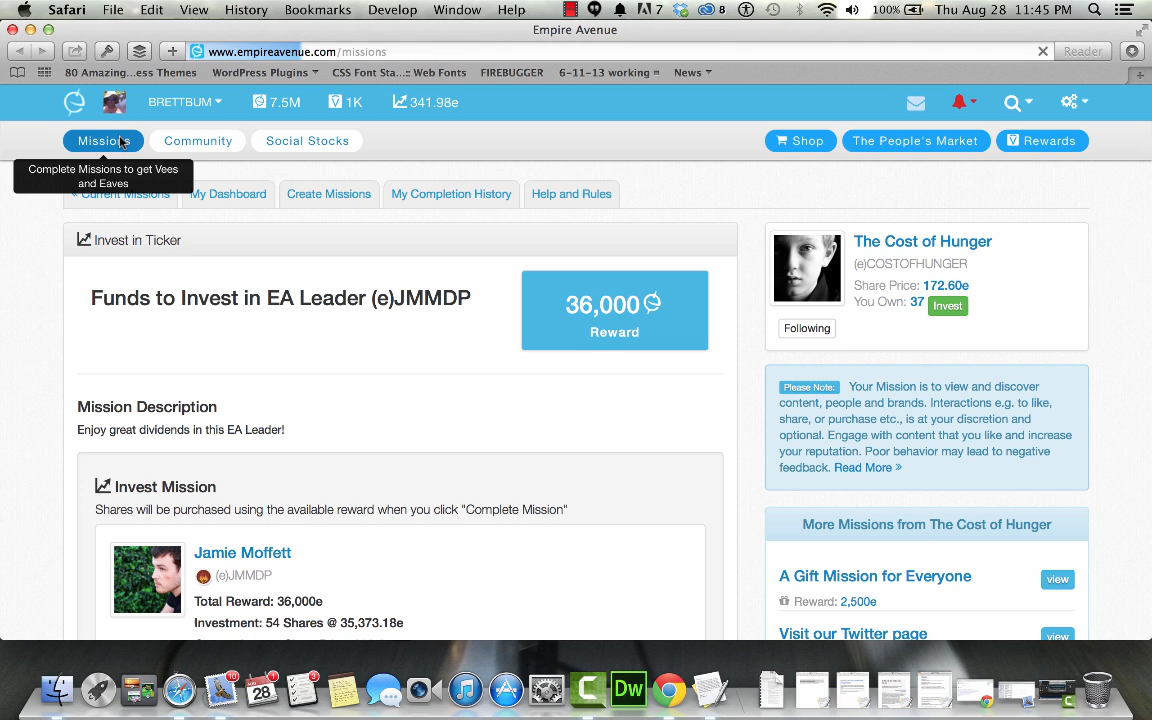 Safari File Edit View History Bookmarks Develop Window Help 7 8 100% Thu Aug 28 11:45 PM
Empire Avenue
www.empireavenue.com/missions Reader
80 Amazing...ess Themes WordPress Plugins CSS Font Sta...:: Web Fonts FIREBUGGER 6-11-13 working News
BRETTBUM 7.5M 1K 341.98e
Missions Community Social Stocks Shop The People's Market Rewards
Complete Missions to get Vees
and Eaves
« Current Missions My Dashboard Create Missions My Completion History Help and Rules
Invest in Ticker
Funds to Invest in EA Leader (e)JMMDP
36,000
Reward
The Cost of Hunger
(e)COSTOFHUNGER
Share Price: 172.60e
You Own: 37 Invest
Following
Mission Description
Enjoy great dividends in this EA Leader!
Please Note: Your Mission is to view and discover
content, people and brands. Interactions e.g. to like,
share, or purchase etc., is at your discretion and
optional. Engage with content that you like and increase
your reputation. Poor behavior may lead to negative
feedback. Read More »
Invest Mission
Shares will be purchased using the available reward when you click "Complete Mission"
Jamie Moffett
(e)JMMDP
Total Reward: 36,000e
Investment: 54 Shares @ 35,373.18e
More Missions from The Cost of Hunger
A Gift Mission for Everyone view
Reward: 2,500e
Visit our Twitter page view
10 28 1 3 Dw